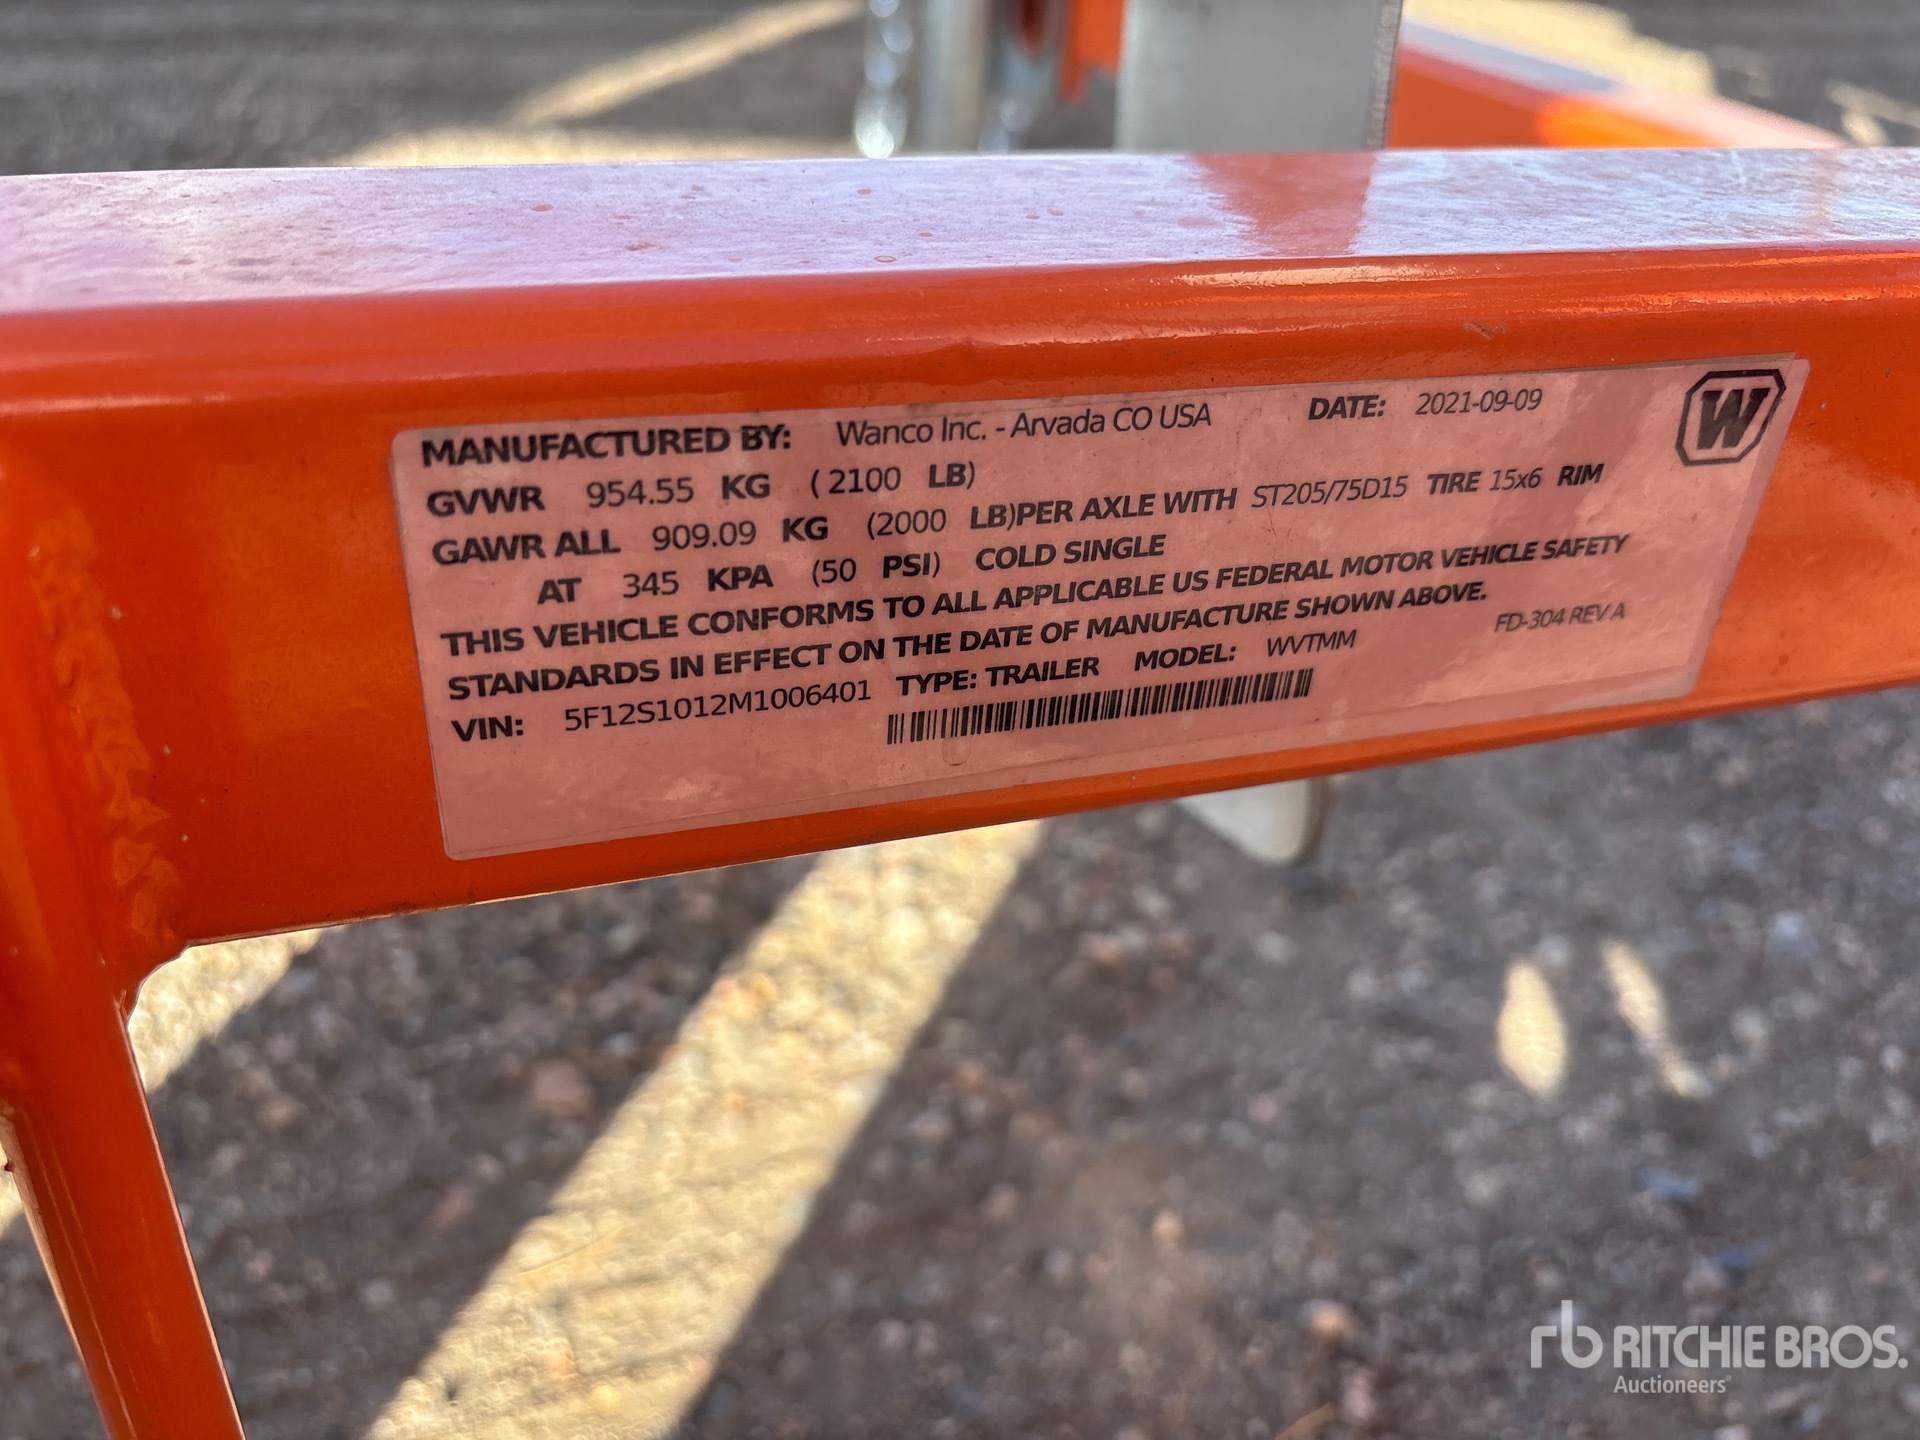 MANUFACTURED BY: Wanco Inc. - Arvada CO USA DATE: 2021-09-09 W
GVWR 954.55 KG (2100 LB)
GAWR ALL 909.09 KG (2000 LB)PER AXLE WITH ST205/75D15 TIRE 15x6 RIM
AT 345 KPA (50 PSI) COLD SINGLE
THIS VEHICLE CONFORMS TO ALL APPLICABLE US FEDERAL MOTOR VEHICLE SAFETY
STANDARDS IN EFFECT ON THE DATE OF MANUFACTURE SHOWN ABOVE. FD-304 REV A
VIN: 5F12S1012M1006401 TYPE: TRAILER MODEL: WVTMM
rb RITCHIE BROS.
Auctioneers